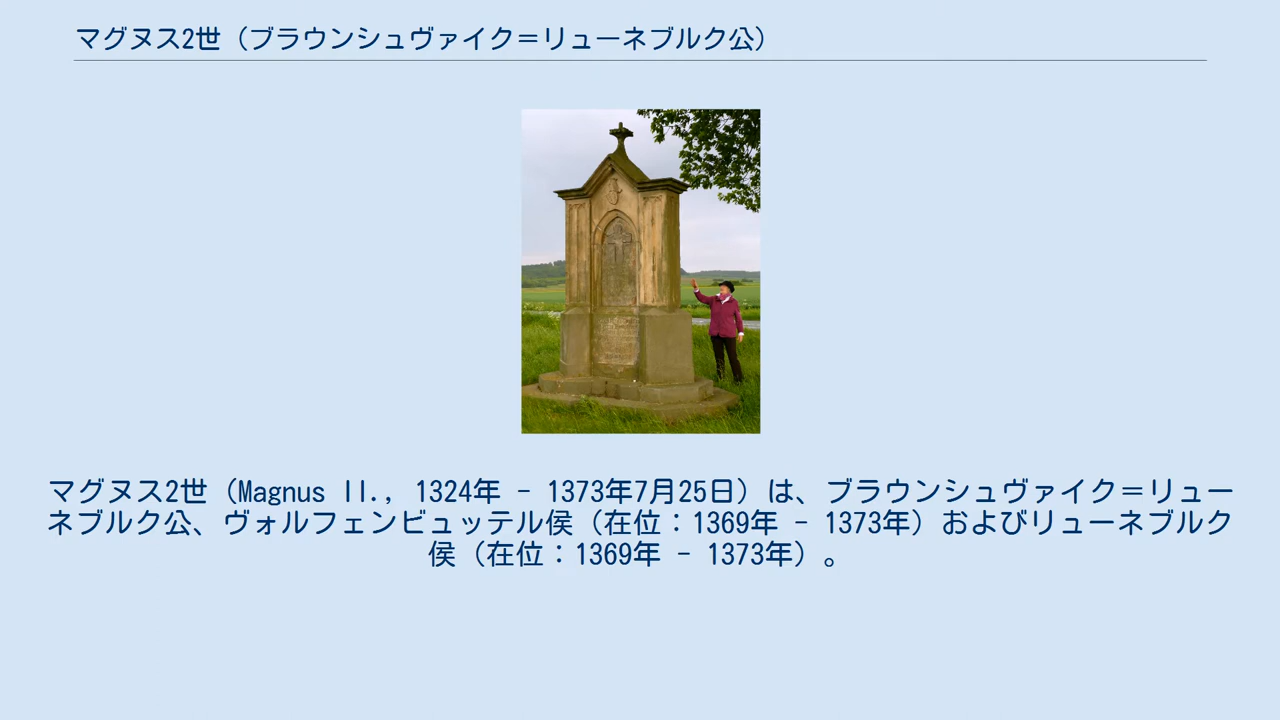 マグヌス2世（ブラウンシュヴァイク＝リューネブルク公）
マグヌス2世（Magnus II., 1324年 - 1373年7月25日）は、ブラウンシュヴァイク＝リュー
ネブルク公、ヴォルフェンビュッテル侯（在位：1369年 - 1373年）およびリューネブルク
侯（在位：1369年 - 1373年）。